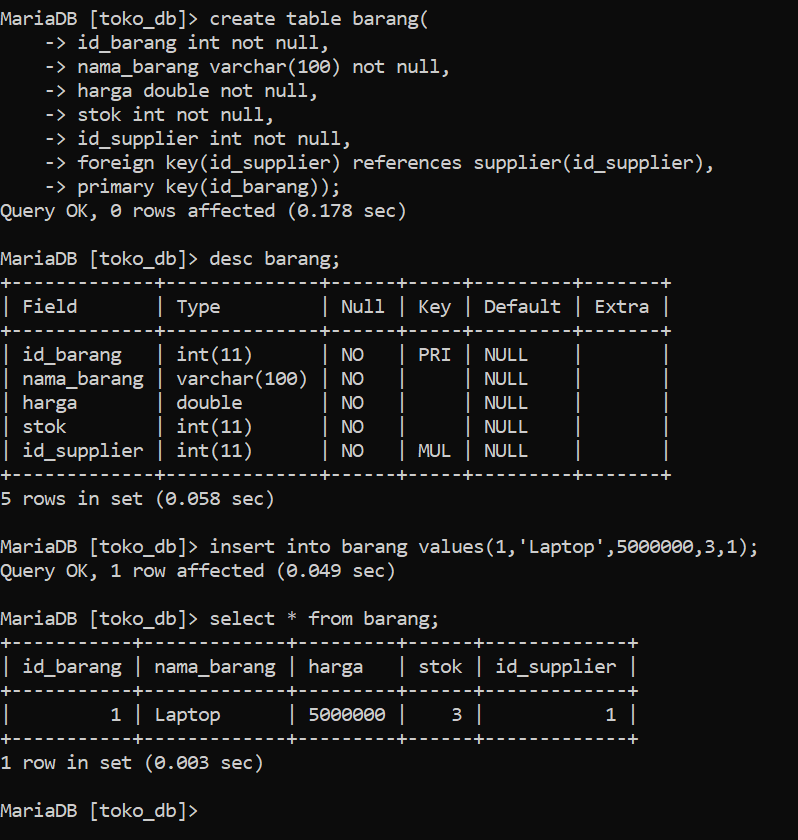 MariaDB [toko_db]> create table barang(
    -> id_barang int not null,
    -> nama_barang varchar(100) not null,
    -> harga double not null,
    -> stok int not null,
    -> id_supplier int not null,
    -> foreign key(id_supplier) references supplier(id_supplier),
    -> primary key(id_barang));
Query OK, 0 rows affected (0.178 sec)

MariaDB [toko_db]> desc barang;
+-------------+--------------+------+-----+---------+-------+
| Field       | Type         | Null | Key | Default | Extra |
+-------------+--------------+------+-----+---------+-------+
| id_barang   | int(11)      | NO   | PRI | NULL    |       |
| nama_barang | varchar(100) | NO   |     | NULL    |       |
| harga       | double       | NO   |     | NULL    |       |
| stok        | int(11)      | NO   |     | NULL    |       |
| id_supplier | int(11)      | NO   | MUL | NULL    |       |
+-------------+--------------+------+-----+---------+-------+
5 rows in set (0.058 sec)

MariaDB [toko_db]> insert into barang values(1,'Laptop',5000000,3,1);
Query OK, 1 row affected (0.049 sec)

MariaDB [toko_db]> select * from barang;
+-----------+-------------+---------+------+-------------+
| id_barang | nama_barang | harga   | stok | id_supplier |
+-----------+-------------+---------+------+-------------+
|         1 | Laptop      | 5000000 |    3 |           1 |
+-----------+-------------+---------+------+-------------+
1 row in set (0.003 sec)

MariaDB [toko_db]>